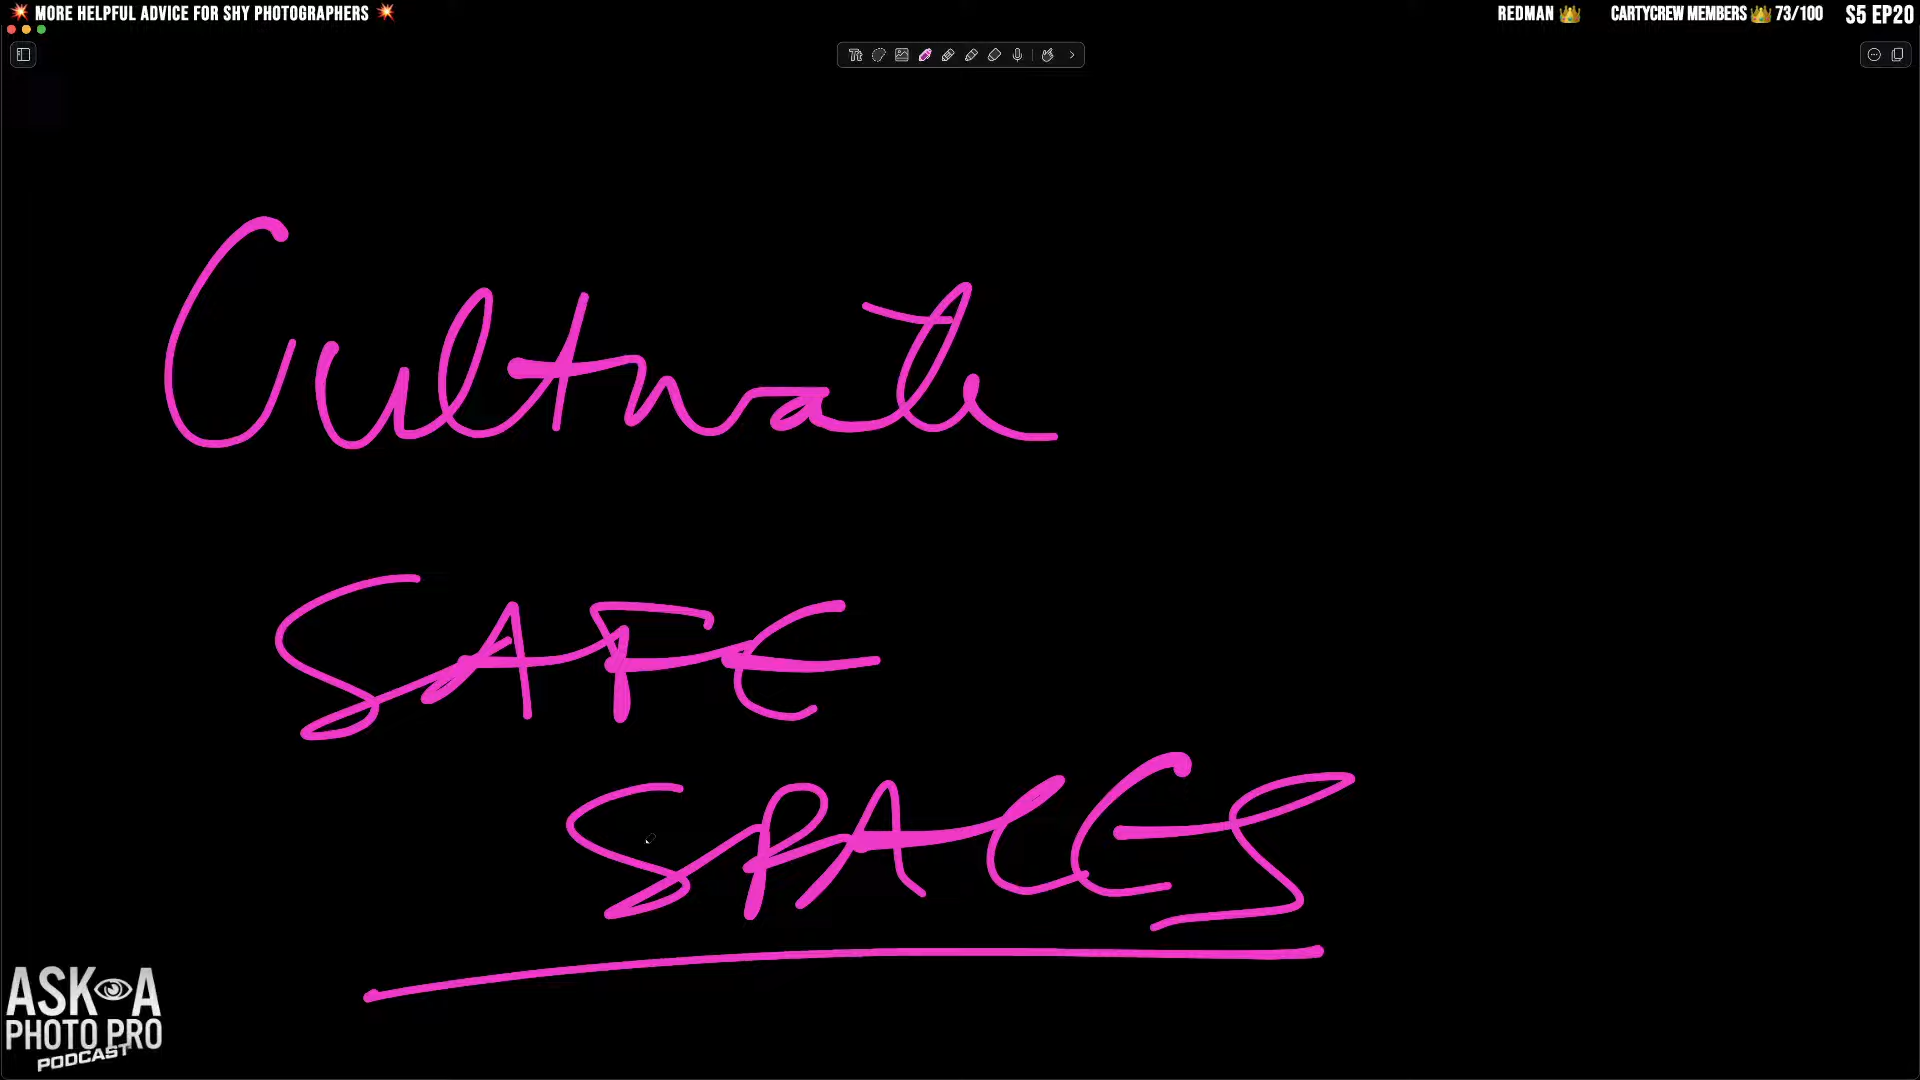 💥 MORE HELPFUL ADVICE FOR SHY PHOTOGRAPHERS 💥
REDMAN 👑 CARTYCREW MEMBERS 👑 73/100 S5 EP20
Tt
Cultivate
SAFE
SPACES
ASK A
PHOTO PRO
PODCAST